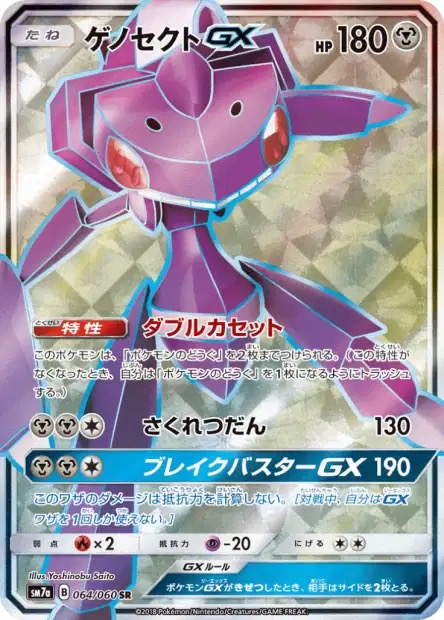 たね ゲノセクトGX HP 180
とくせい
特性 ダブルカセット
このポケモンは、「ポケモンのどうぐ」を2枚までつけられる。(この特性が
なくなったとき、自分は「ポケモンのどうぐ」を1枚になるようにトラッシュ
する。)
さくれつだん 130
ブレイクバスターGX 190
このワザのダメージは抵抗力を計算しない。[対戦中、自分はGX
ワザを1回しか使えない。]
弱点 ×2 抵抗力 -20 にげる
Illus. Yoshinobu Saito
GXルール
sm7a B 064/060 SR
ポケモンGXがきぜつしたとき、相手はサイドを2枚とる。
©2018 Pokémon/Nintendo/Creatures/GAME FREAK.